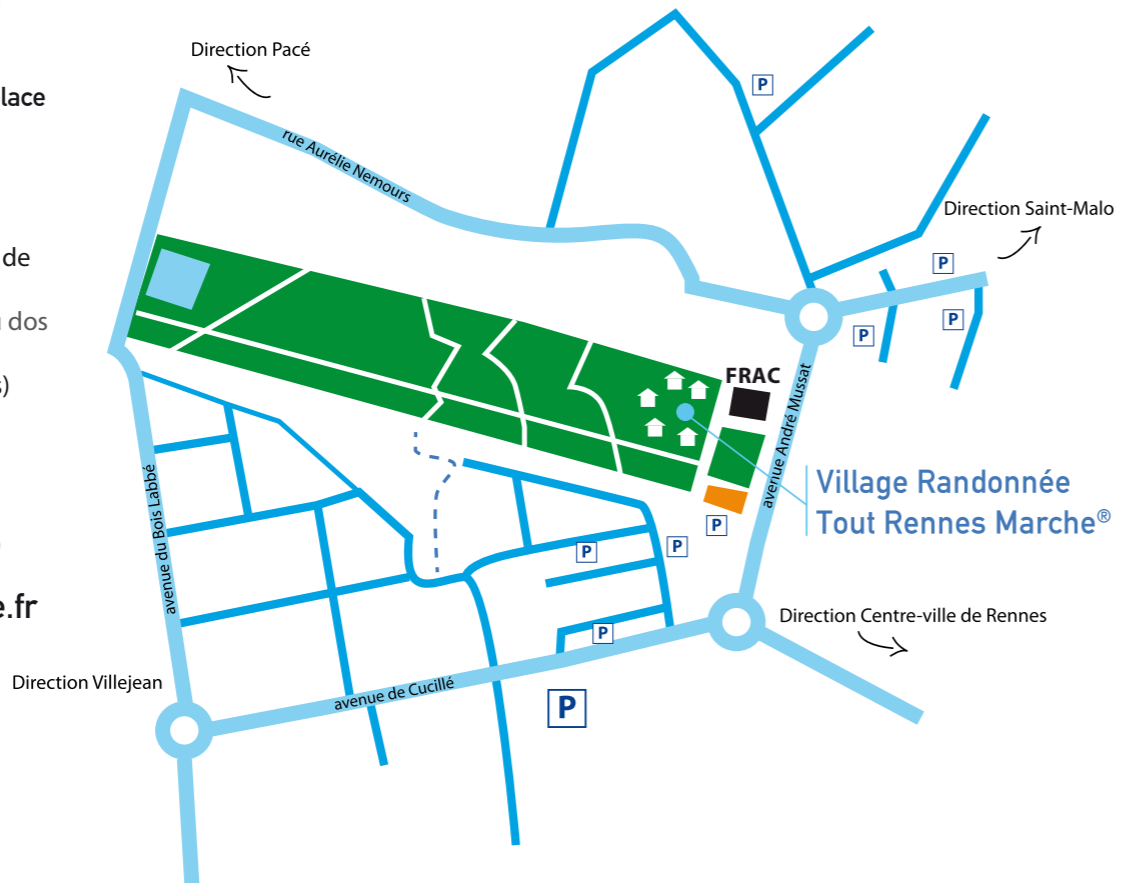 Direction Pacé
lace
rue Aurélie Nemours
P
Direction Saint-Malo
P
de
P
P
dos
s)
FRAC
avenue André Mussat
Village Randonnée
Tout Rennes Marche®
P
P
P
avenue du Bois Labbé
e.fr
Direction Centre-ville de Rennes
P
Direction Villejean
avenue de Cucillé
P